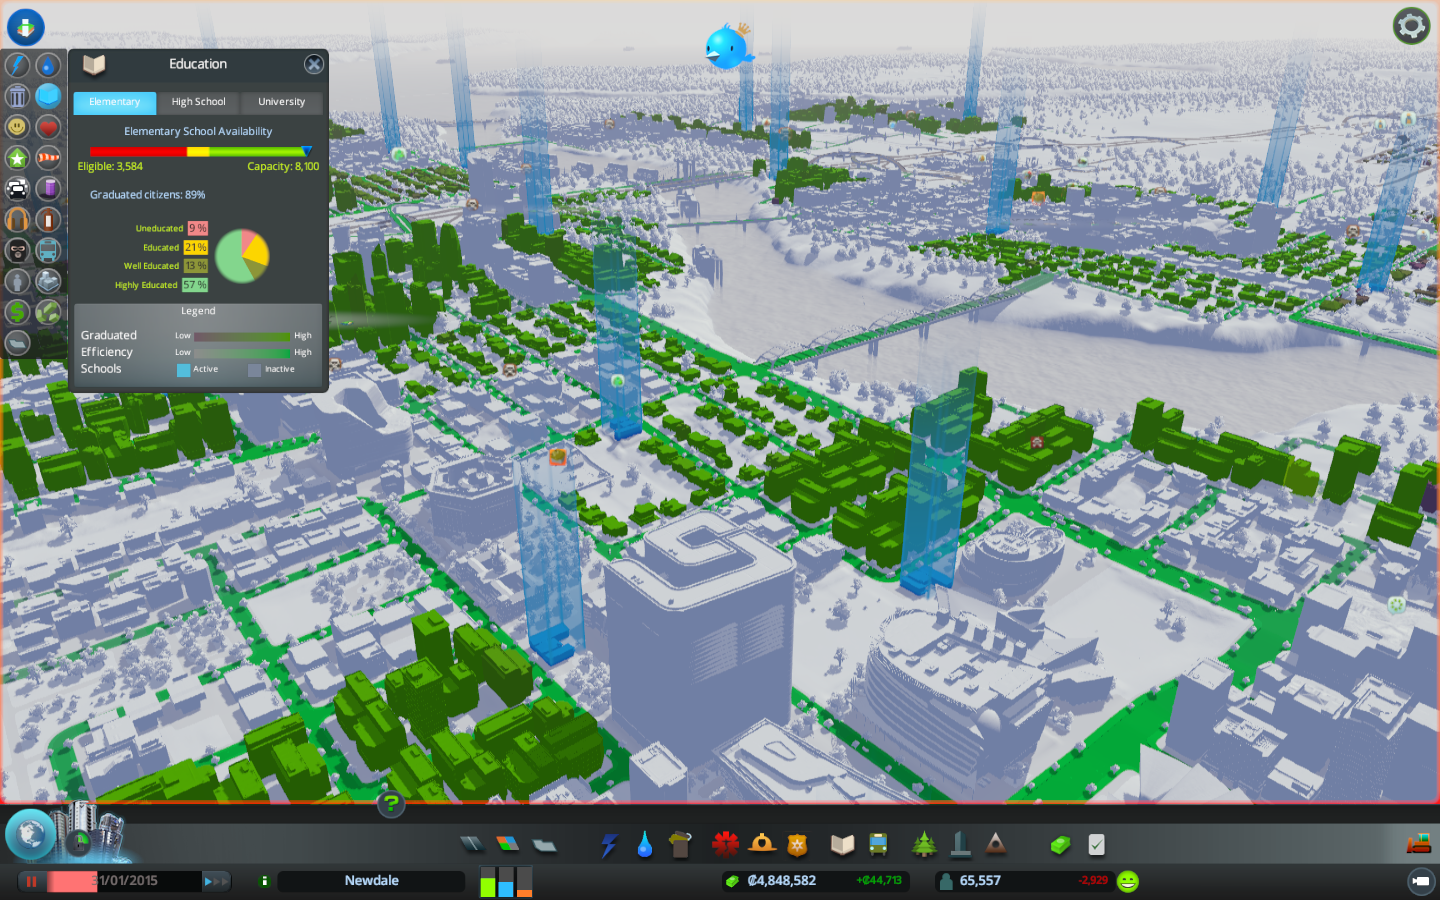 Education
Elementary High School University
Elementary School Availability
Eligible: 3,584 Capacity: 8,100
Graduated citizens: 89%
Uneducated 9 %
Educated 21 %
Well Educated 13 %
Highly Educated 57 %
Legend
Graduated Low High
Efficiency Low High
Schools Active Inactive
?
31/01/2015 Newdale ₡4,848,582 +₡44,713 65,557 -2,929